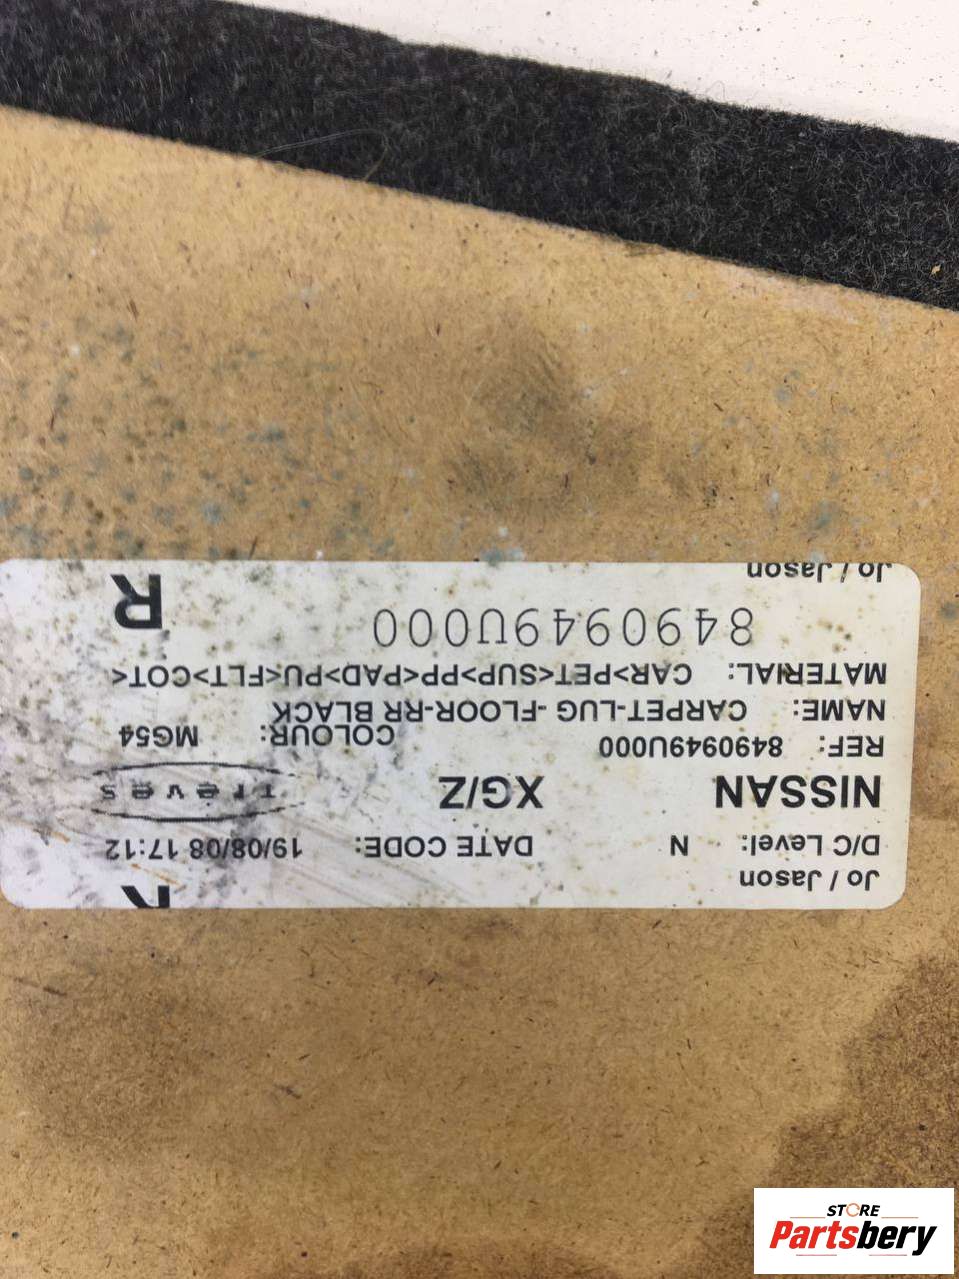 Jo / Jason
D/C Level: N DATE CODE: 19/08/08 17:12
NISSAN XG/Z Treves
REF: 8490949U000 COLOUR: MG54
NAME: CARPET-LUG -FLOOR-RR BLACK
MATERIAL: CAR>PET<SUP>PP<PAD>PU<FLT>COT<
8490949U000 R
Jo / Jason
STORE
Partsbery